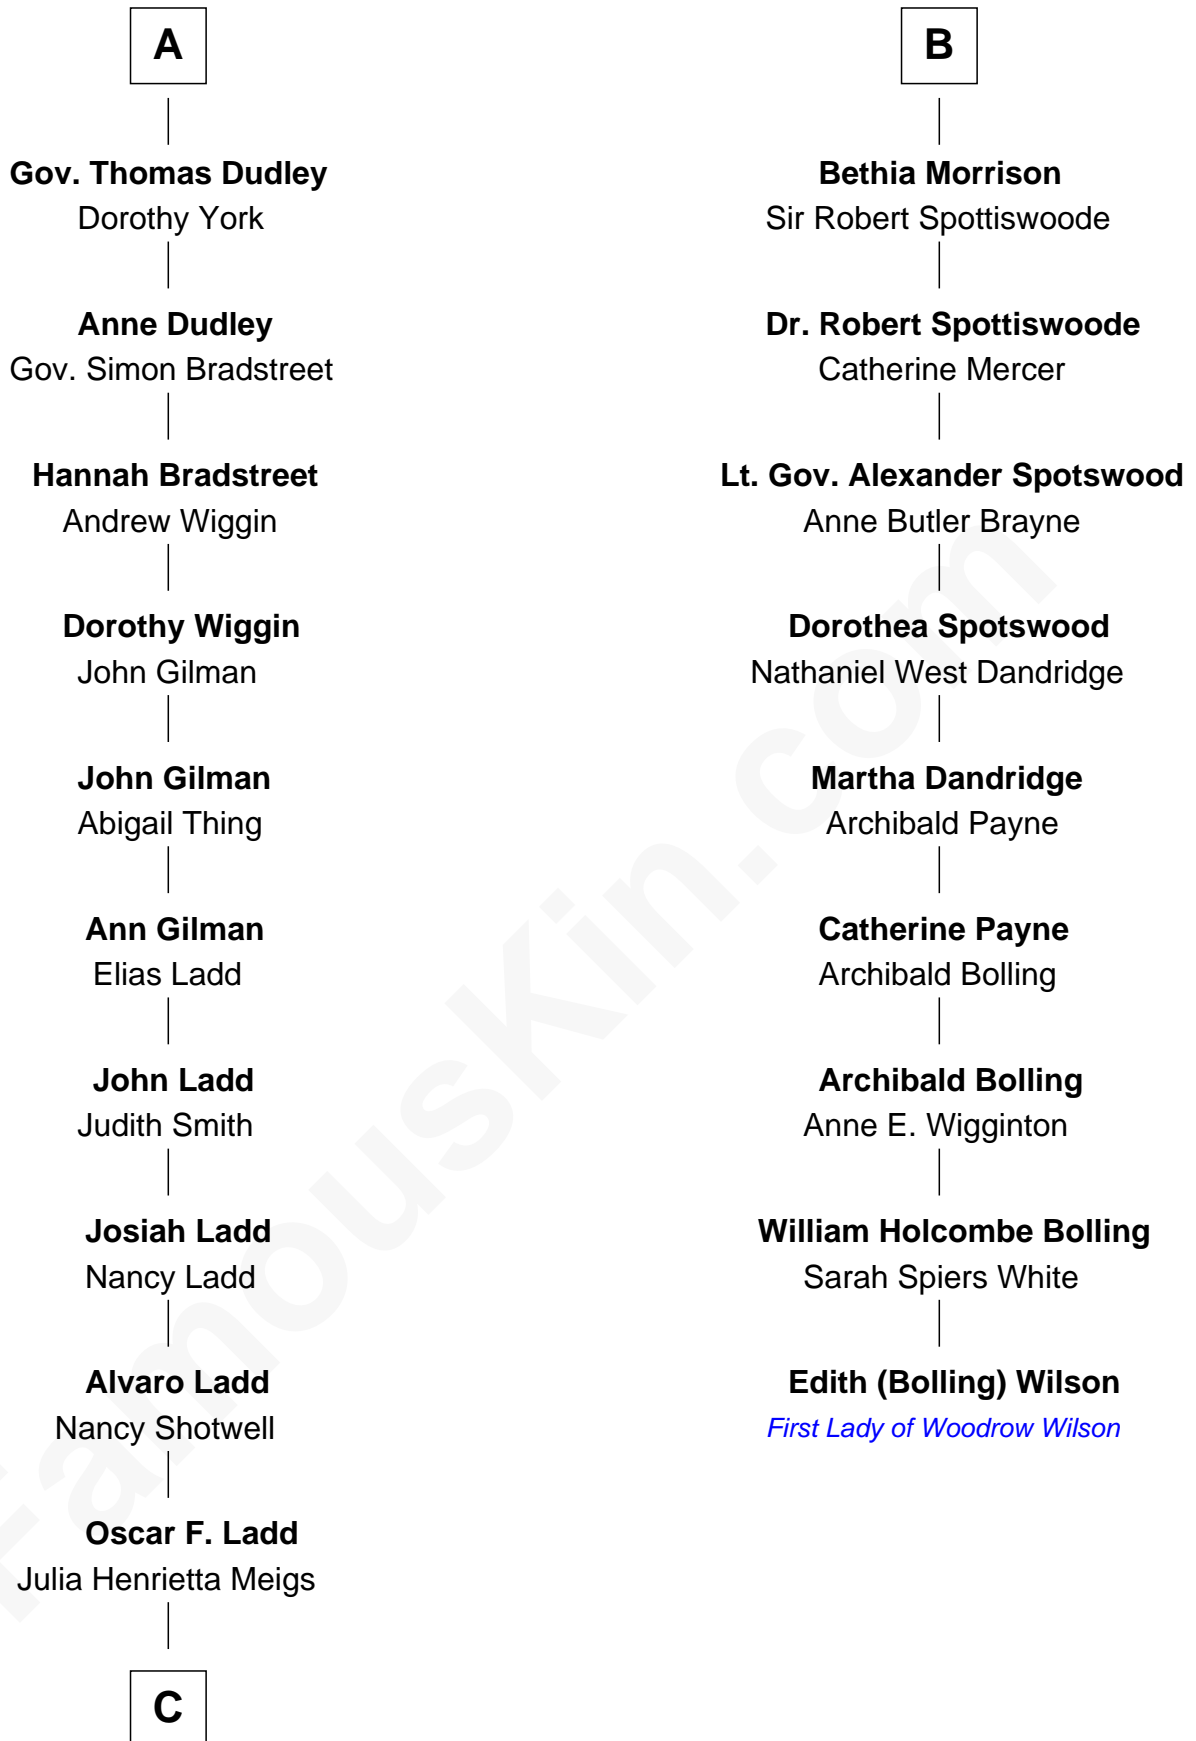 A
Gov. Thomas Dudley
Dorothy York
Anne Dudley
Gov. Simon Bradstreet
Hannah Bradstreet
Andrew Wiggin
Dorothy Wiggin
John Gilman
John Gilman
Abigail Thing
Ann Gilman
Elias Ladd
John Ladd
Judith Smith
Josiah Ladd
Nancy Ladd
Alvaro Ladd
Nancy Shotwell
Oscar F. Ladd
Julia Henrietta Meigs
C
B
Bethia Morrison
Sir Robert Spottiswoode
Dr. Robert Spottiswoode
Catherine Mercer
Lt. Gov. Alexander Spotswood
Anne Butler Brayne
Dorothea Spotswood
Nathaniel West Dandridge
Martha Dandridge
Archibald Payne
Catherine Payne
Archibald Bolling
Archibald Bolling
Anne E. Wigginton
William Holcombe Bolling
Sarah Spiers White
Edith (Bolling) Wilson
First Lady of Woodrow Wilson
FamousKin.com